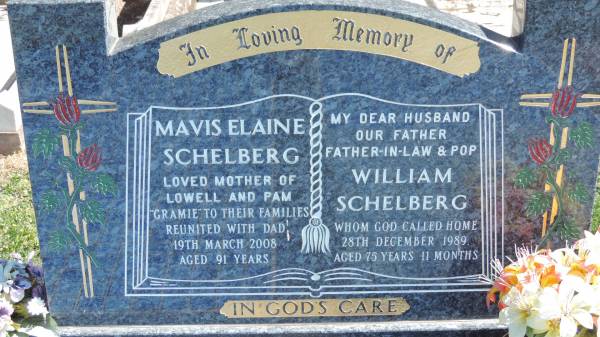 In Loving Memory of
MAVIS ELAINE
SCHELBERG
LOVED MOTHER OF
LOWELL AND PAM
"GRAMIE" TO THEIR FAMILIES
REUNITED WITH DAD
19TH MARCH 2008
AGED 91 YEARS
MY DEAR HUSBAND
OUR FATHER
FATHER-IN-LAW & POP
WILLIAM
SCHELBERG
WHOM GOD CALLED HOME
28TH DECEMBER 1989
AGED 75 YEARS 11 MONTHS
IN GOD'S CARE